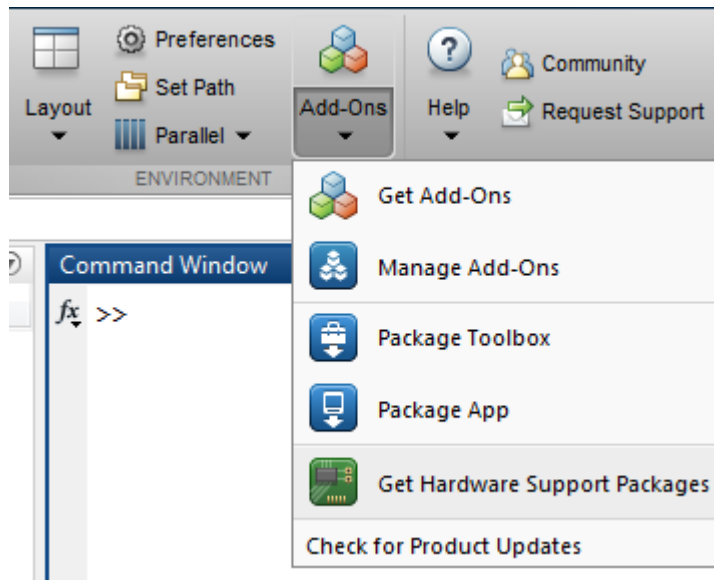 Preferences
Set Path
Layout
Parallel
Add-Ons
Help
Community
Request Support
ENVIRONMENT
Get Add-Ons
Manage Add-Ons
Package Toolbox
Package App
Get Hardware Support Packages
Check for Product Updates
Command Window
fx >>